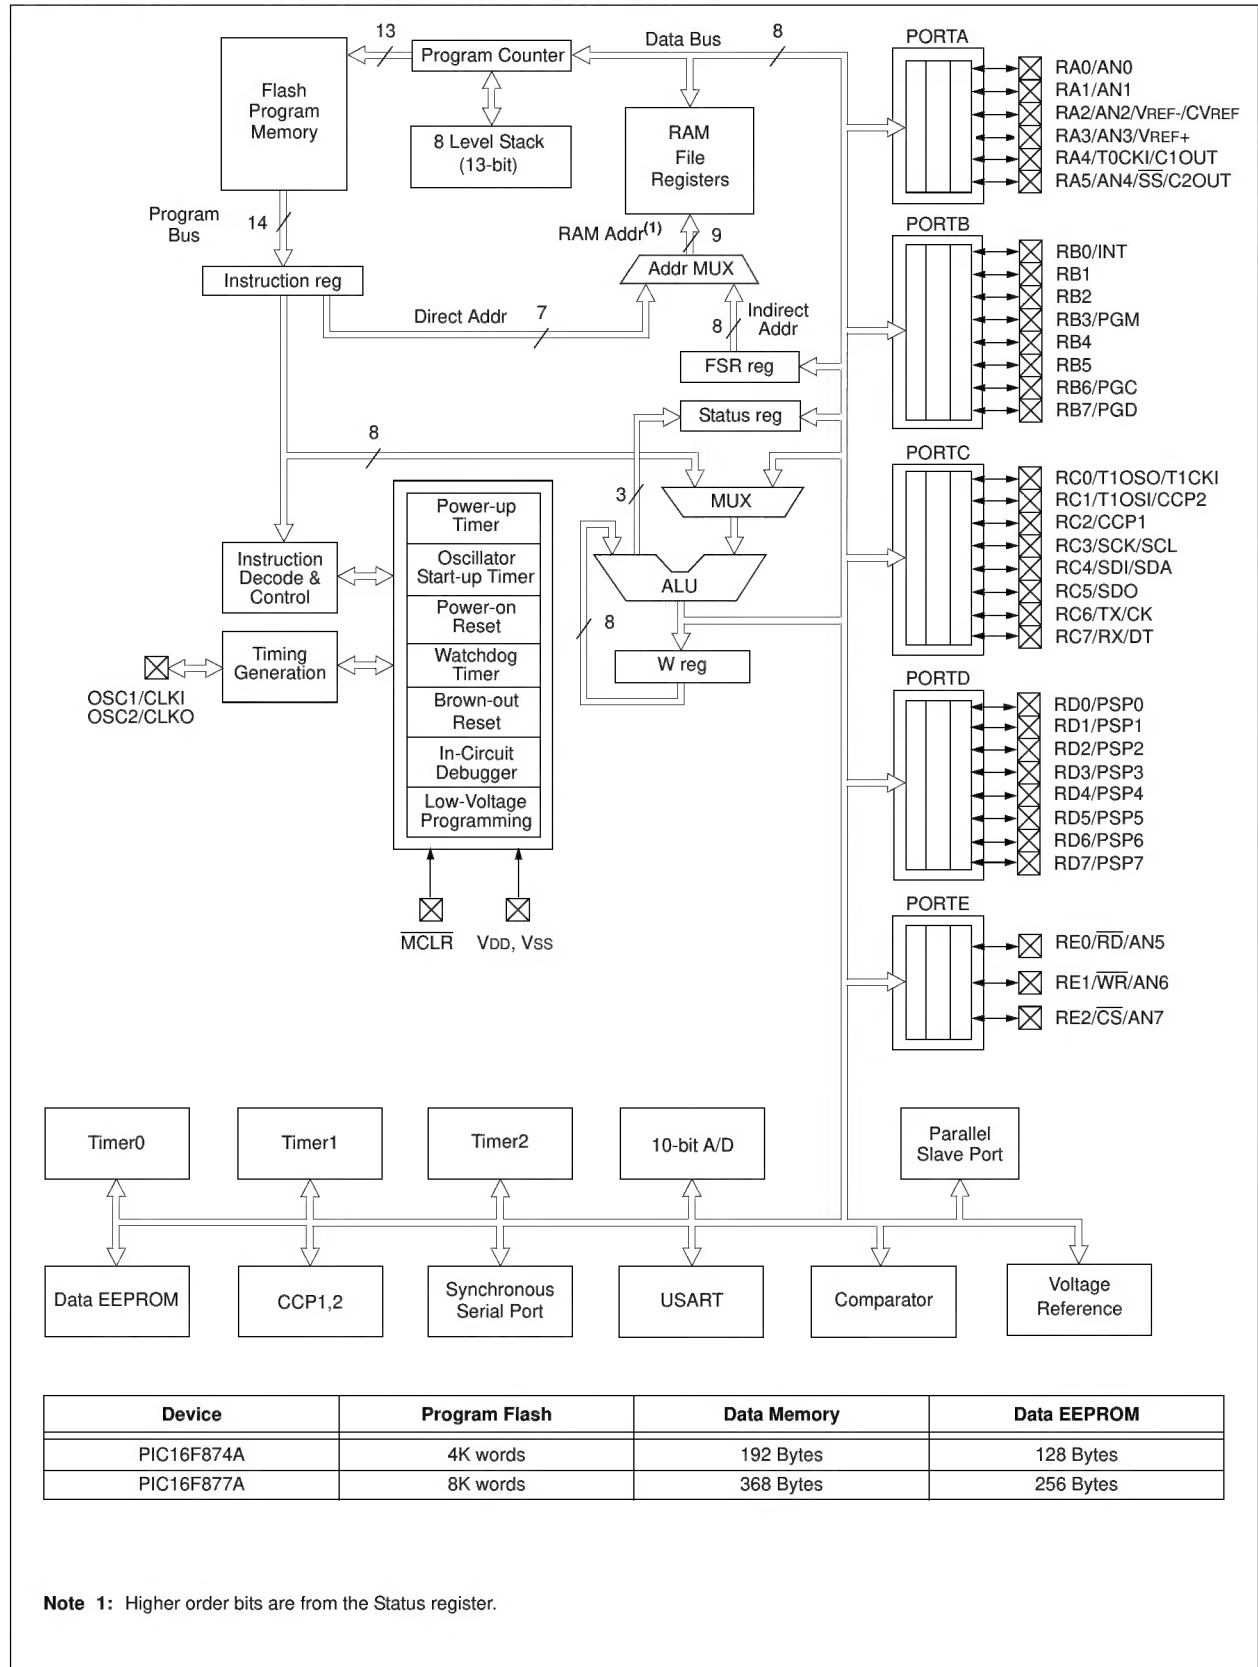 13
Program Counter
Data Bus
8
PORTA
Flash
Program
Memory
8 Level Stack
(13-bit)
RAM
File
Registers
RA0/AN0
RA1/AN1
RA2/AN2/VREF-/CVREF
RA3/AN3/VREF+
RA4/T0CKI/C1OUT
RA5/AN4/S̅S̅/C2OUT
Program
Bus
14
RAM Addr(1)
9
PORTB
Instruction reg
Addr MUX
Direct Addr
7
8
Indirect
Addr
FSR reg
RB0/INT
RB1
RB2
RB3/PGM
RB4
RB5
RB6/PGC
RB7/PGD
Status reg
8
3
MUX
PORTC
RC0/T1OSO/T1CKI
RC1/T1OSI/CCP2
RC2/CCP1
RC3/SCK/SCL
RC4/SDI/SDA
RC5/SDO
RC6/TX/CK
RC7/RX/DT
Power-up
Timer
Oscillator
Start-up Timer
Power-on
Reset
Watchdog
Timer
Brown-out
Reset
In-Circuit
Debugger
Low-Voltage
Programming
Instruction
Decode &
Control
ALU
8
W reg
Timing
Generation
OSC1/CLKI
OSC2/CLKO
PORTD
RD0/PSP0
RD1/PSP1
RD2/PSP2
RD3/PSP3
RD4/PSP4
RD5/PSP5
RD6/PSP6
RD7/PSP7
M̅C̅L̅R̅
VDD, VSS
PORTE
RE0/R̅D̅/AN5
RE1/W̅R̅/AN6
RE2/C̅S̅/AN7
Timer0
Timer1
Timer2
10-bit A/D
Parallel
Slave Port
Data EEPROM
CCP1,2
Synchronous
Serial Port
USART
Comparator
Voltage
Reference
Device Program Flash Data Memory Data EEPROM
PIC16F874A 4K words 192 Bytes 128 Bytes
PIC16F877A 8K words 368 Bytes 256 Bytes
Note 1: Higher order bits are from the Status register.